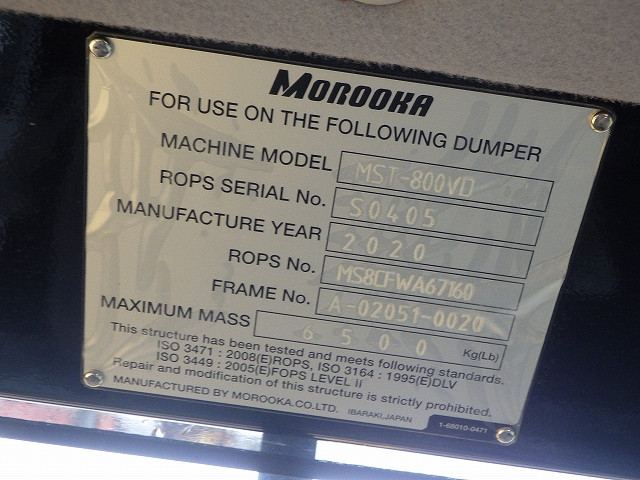 MOROOKA
FOR USE ON THE FOLLOWING DUMPER
MACHINE MODEL MST-800VD
ROPS SERIAL No. S0405
MANUFACTURE YEAR 2020
ROPS No. MS8CFWA67160
FRAME No. A-02051-0020
MAXIMUM MASS 6500 Kg(Lb)
This structure has been tested and meets following standards.
ISO 3471 : 2008(E)ROPS, ISO 3164 : 1995(E)DLV
ISO 3449 : 2005(E)FOPS LEVEL ii
Repair and modification of this structure is strictly prohibited.
MANUFACTURED BY MOROOKA.CO.LTD. IBARAKI,JAPAN
1-68010-0471